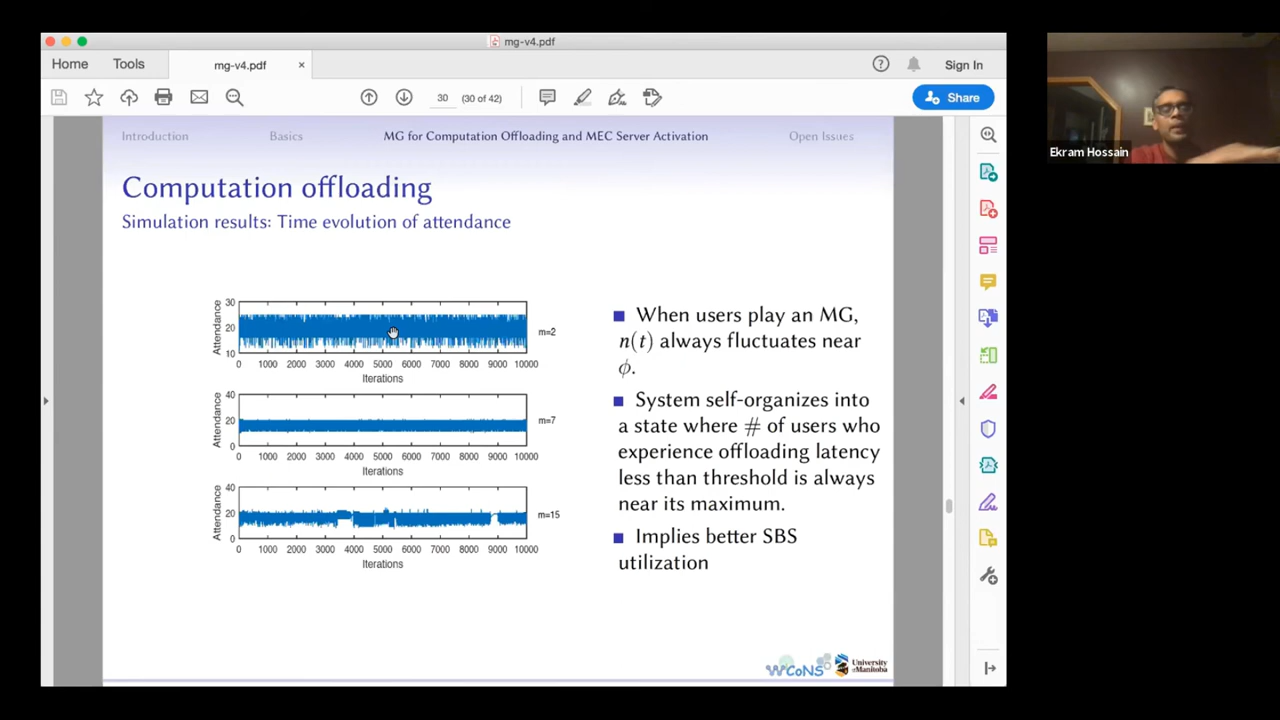 mg-v4.pdf
Home Tools mg-v4.pdf × Sign In
30 (30 of 42) Share
Introduction Basics MG for Computation Offloading and MEC Server Activation Open Issues
Ekram Hossain
Computation offloading
Simulation results: Time evolution of attendance
Attendance
30
20
10
m=2
0 1000 2000 3000 4000 5000 6000 7000 8000 9000 10000
Iterations
Attendance
40
20
0
m=7
0 1000 2000 3000 4000 5000 6000 7000 8000 9000 10000
Iterations
Attendance
40
20
0
m=15
0 1000 2000 3000 4000 5000 6000 7000 8000 9000 10000
Iterations
When users play an MG,
n(t) always fluctuates near
ϕ.
System self-organizes into
a state where # of users who
experience offloading latency
less than threshold is always
near its maximum.
Implies better SBS
utilization
WCoNS
University
of Manitoba